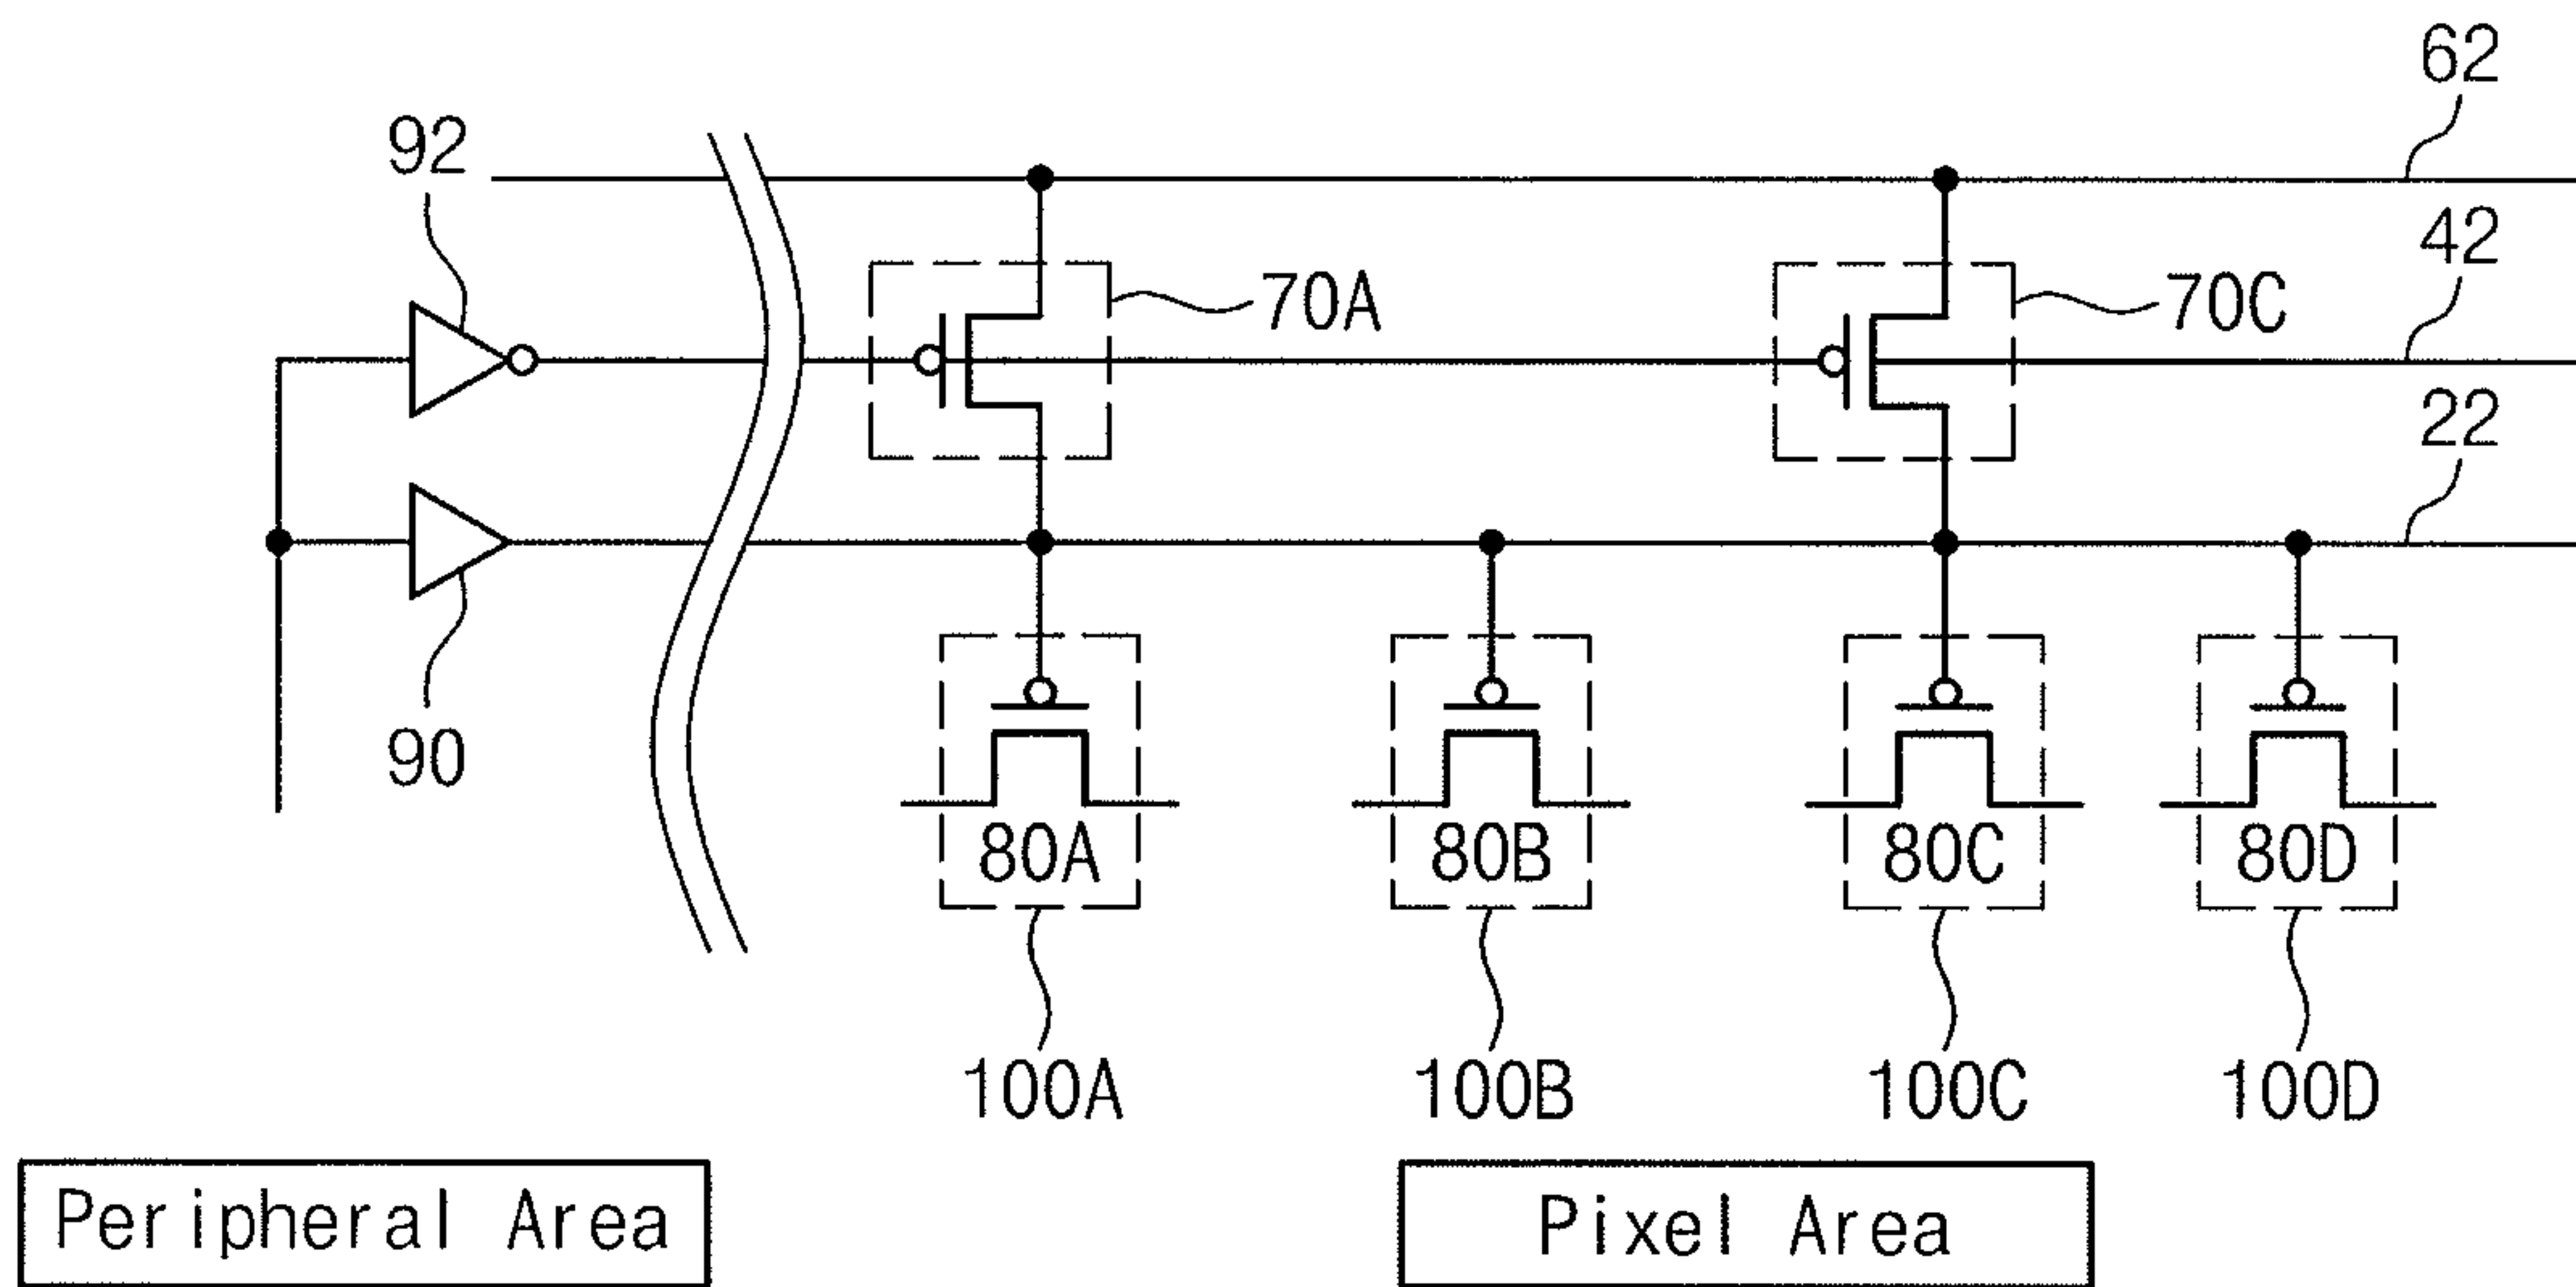 62
92
42
70A
70C
22
90
80A
80B
80C
80D
100A
100B
100C
100D
Peripheral Area
Pixel Area